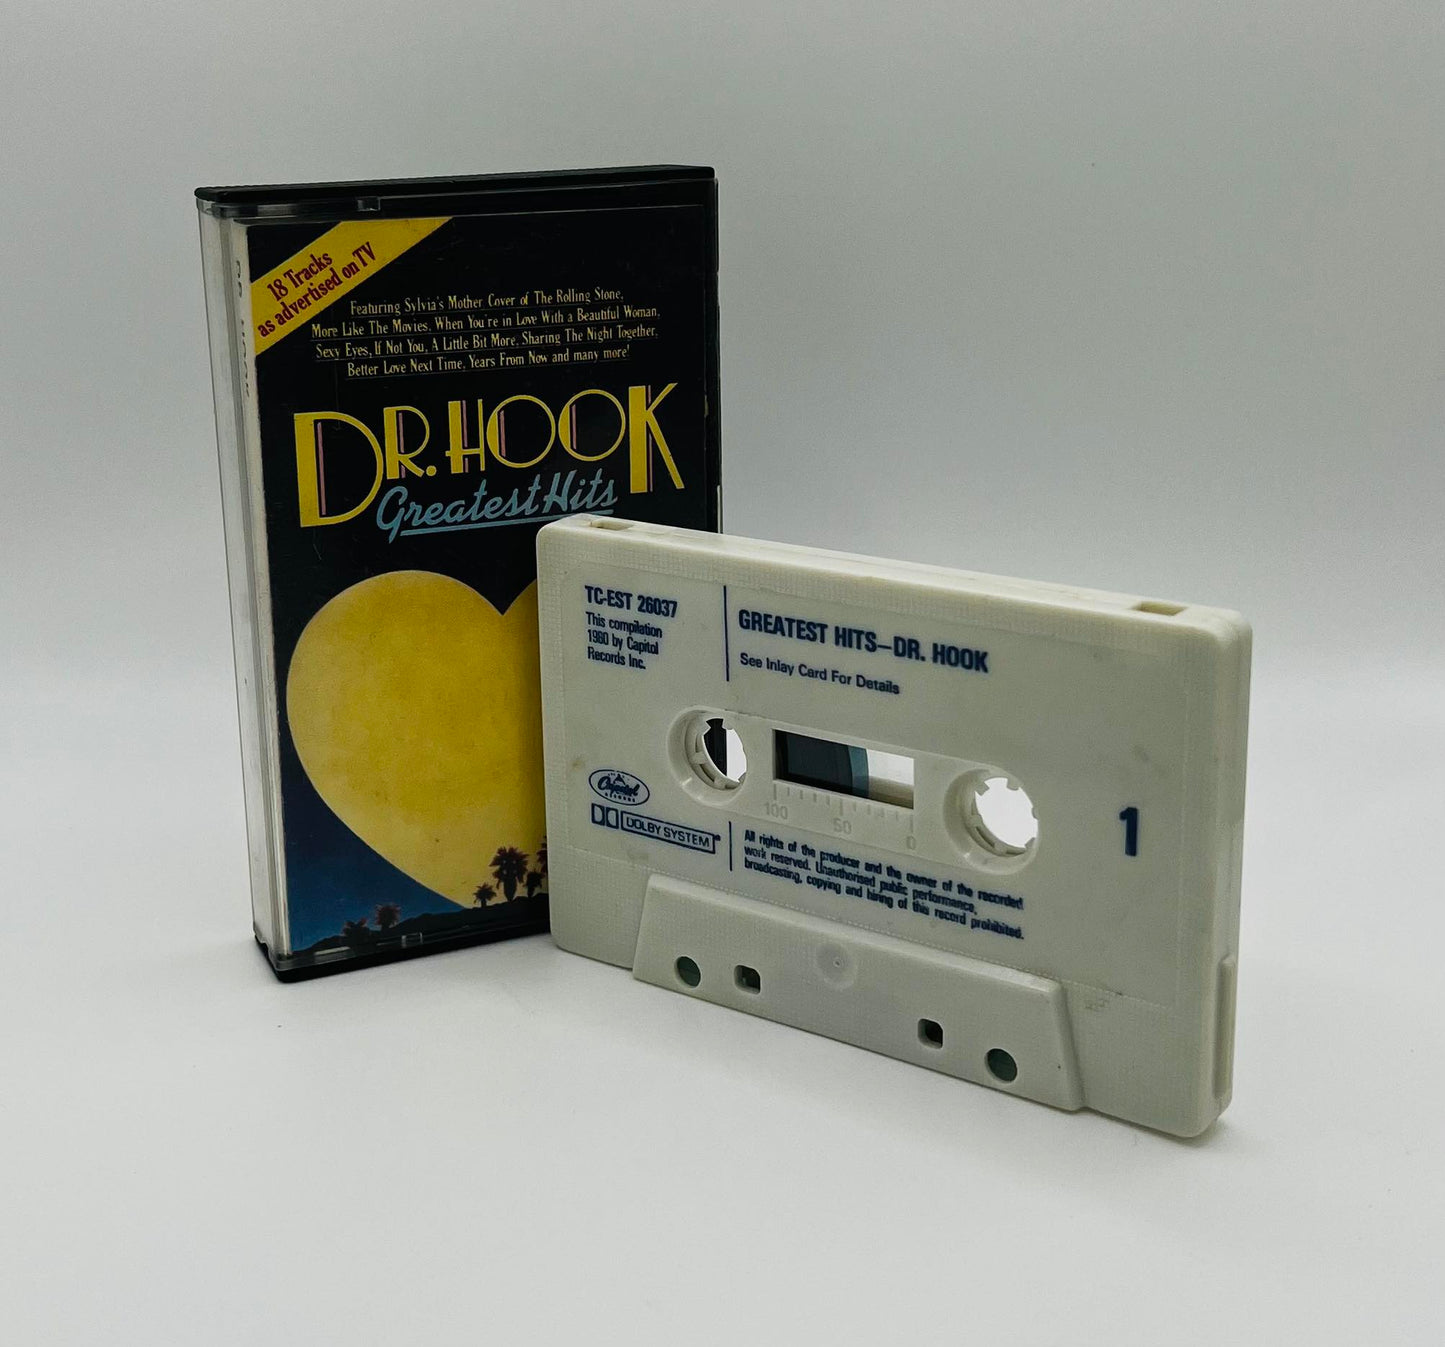 18 Tracks
as advertised on TV
Featuring Sylvia's Mother Cover of The Rolling Stone,
More Like The Movies, When You're in Love With a Beautiful Woman,
Sexy Eyes, If Not You, A Little Bit More, Sharing The Night Together,
Better Love Next Time, Years From Now and many more!
DR. HOOK
Greatest Hits
DR. HOOK
TC-EST 26037
This compilation
1980 by Capitol
Records Inc.
GREATEST HITS–DR. HOOK
See Inlay Card For Details
100 50 0
1
Capitol
RECORDS
DOLBY SYSTEM
All rights of the producer and the owner of the recorded
work reserved. Unauthorised public performance,
broadcasting, copying and hiring of this record prohibited.